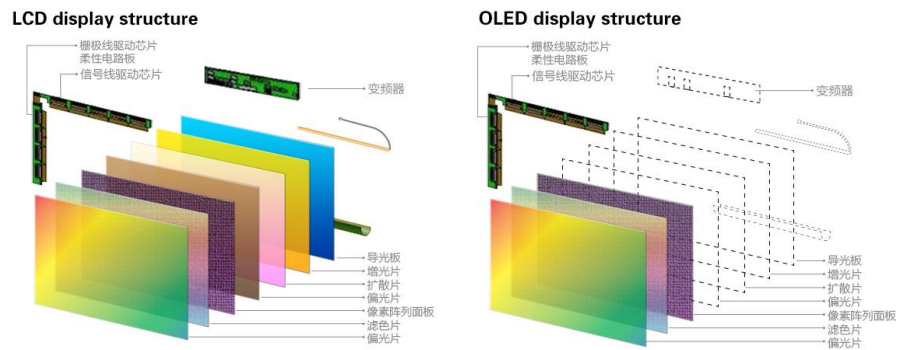 LCD display structure
栅极线驱动芯片
柔性电路板
信号线驱动芯片
变频器
导光板
增光片
扩散片
偏光片
像素阵列面板
滤色片
偏光片
OLED display structure
栅极线驱动芯片
柔性电路板
信号线驱动芯片
变频器
导光板
增光片
扩散片
偏光片
像素阵列面板
滤色片
偏光片